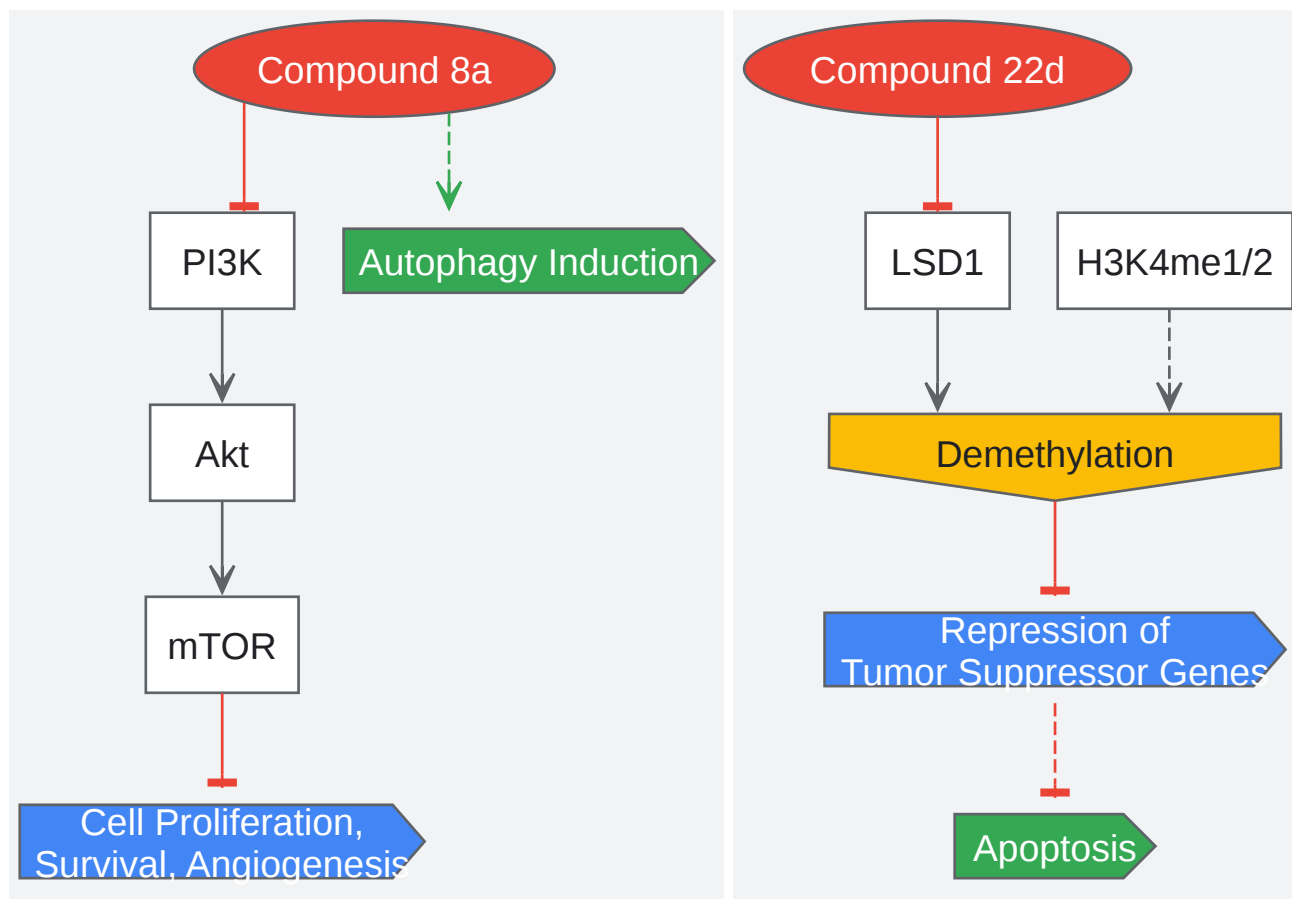 Compound 8a
PI3K
Autophagy Induction
Akt
mTOR
Cell Proliferation,
Survival, Angiogenesis
Compound 22d
LSD1
H3K4me1/2
Demethylation
Repression of
Tumor Suppressor Genes
Apoptosis